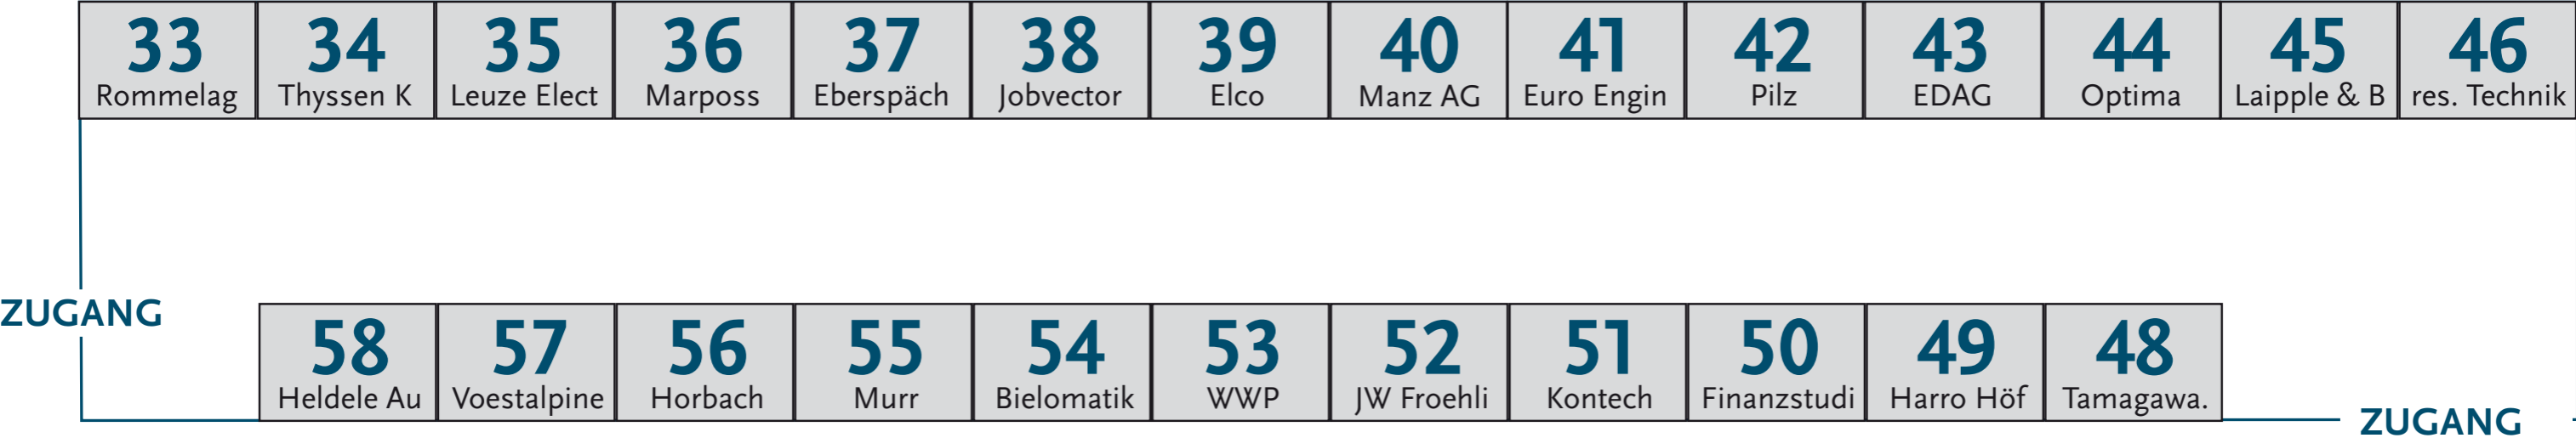 33 34 35 36 37 38 39 40 41 42 43 44 45 46
Rommelag Thyssen K Leuze Elect Marposs Eberspäch Jobvector Elco Manz AG Euro Engin Pilz EDAG Optima Laipple & B res. Technik
ZUGANG
58 57 56 55 54 53 52 51 50 49 48
Heldele Au Voestalpine Horbach Murr Bielomatik WWP JW Froehli Kontech Finanzstudi Harro Höf Tamagawa.
ZUGANG